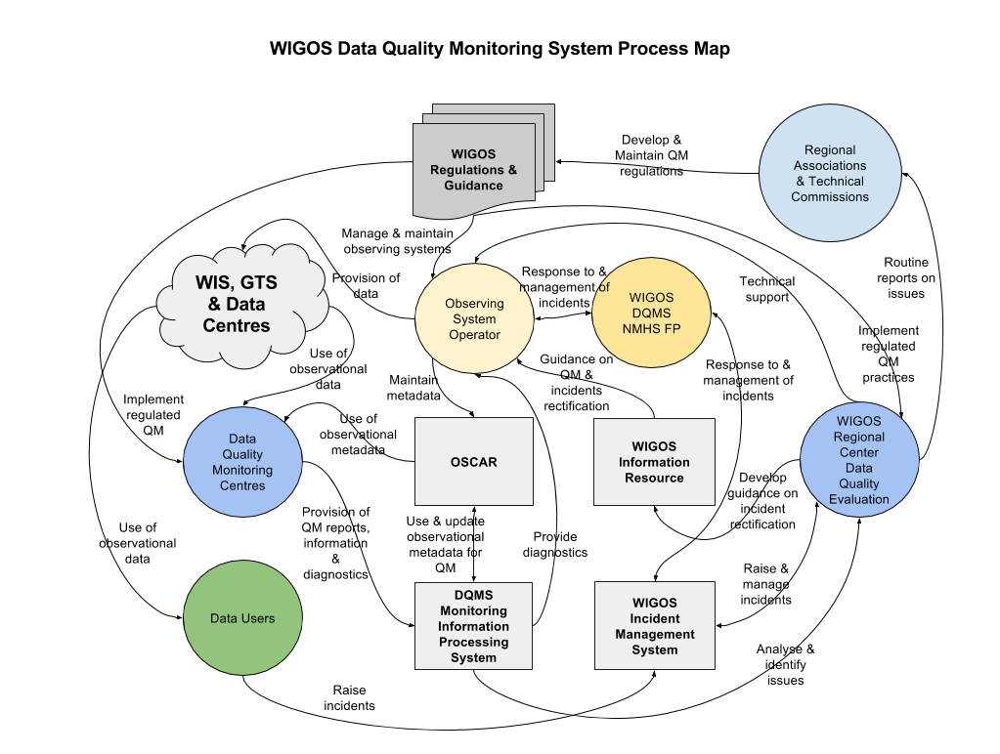 WIGOS Data Quality Monitoring System Process Map
WIGOS
Regulations &
Guidance
Develop &
Maintain QM
regulations
Regional
Associations
& Technical
Commissions
Manage & maintain
observing systems
WIS, GTS
& Data
Centres
Provision of
data
Observing
System
Operator
Response to &
management of
incidents
WIGOS
DQMS
NMHS FP
Technical
support
Routine
reports on
issues
Implement
regulated
QM
practices
Use of
observational
data
Maintain
metadata
Guidance on
QM &
incidents
rectification
Response to &
management of
incidents
Implement
regulated
QM
Data
Quality
Monitoring
Centres
Use of
observational
metadata
OSCAR
WIGOS
Information
Resource
WIGOS
Regional
Center
Data
Quality
Evaluation
Develop
guidance on
incident
rectification
Use of
observational
data
Provision of
QM reports,
information
&
diagnostics
Use & update
observational
metadata for
QM
Provide
diagnostics
Raise &
manage
incidents
Data Users
DQMS
Monitoring
Information
Processing
System
WIGOS
Incident
Management
System
Analyse &
identify
issues
Raise
incidents